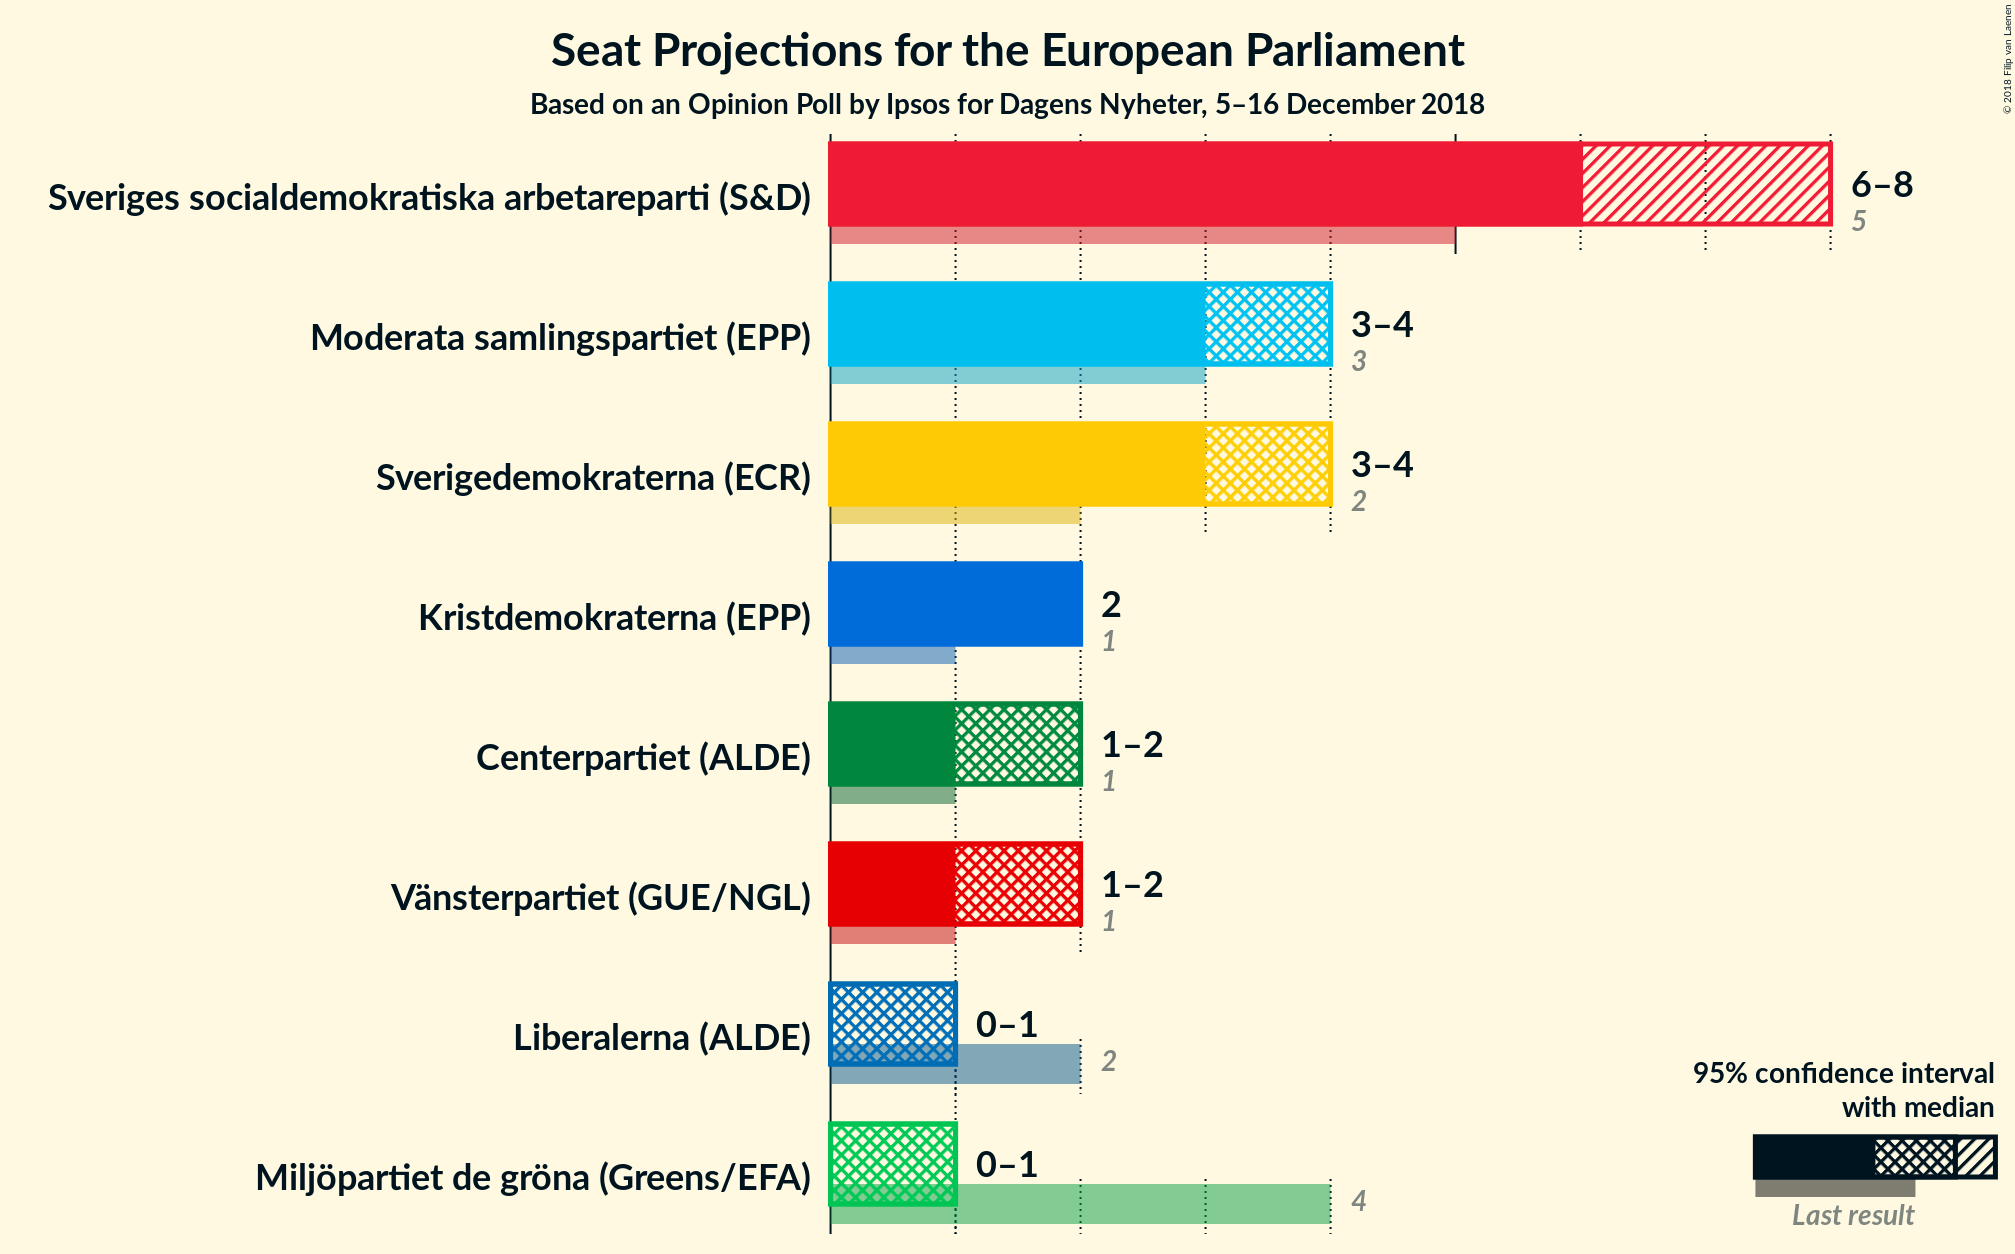 Seat Projections for the European Parliament
Based on an Opinion Poll by Ipsos for Dagens Nyheter, 5–16 December 2018
© 2018 Filip van Laenen
Sveriges socialdemokratiska arbetareparti (S&D)
6–8
5
Moderata samlingspartiet (EPP)
3–4
3
Sverigedemokraterna (ECR)
3–4
2
Kristdemokraterna (EPP)
2
1
Centerpartiet (ALDE)
1–2
1
Vänsterpartiet (GUE/NGL)
1–2
1
Liberalerna (ALDE)
0–1
2
Miljöpartiet de gröna (Greens/EFA)
0–1
4
95% confidence interval
with median
Last result